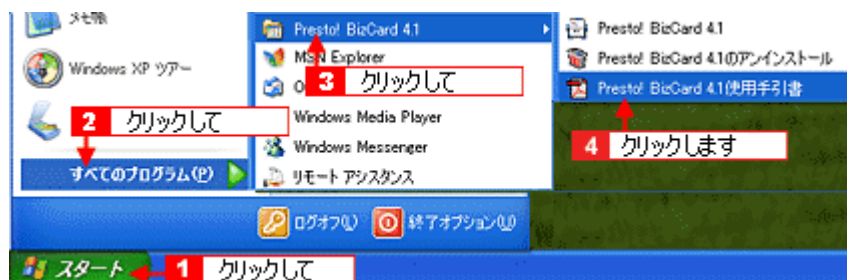 メモ帳
Windows XP ツアー
2 クリックして
すべてのプログラム(P)
Presto! BizCard 4.1
MSN Explorer
O
3 クリックして
Windows Media Player
Windows Messenger
リモート アシスタンス
Presto! BizCard 4.1
Presto! BizCard 4.1のアンインストール
Presto! BizCard 4.1使用手引書
4 クリックします
ログオフ(L)
終了オプション(U)
スタート
1 クリックして